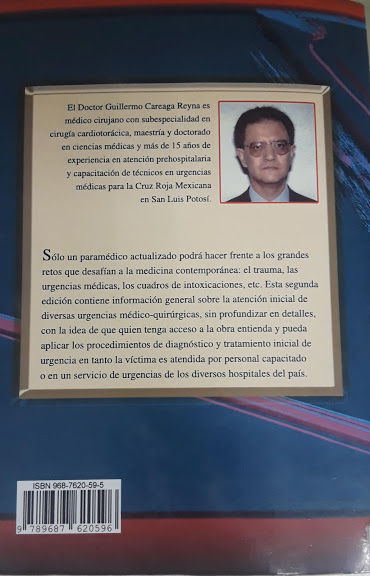 El Doctor Guillermo Careaga Reyna es
médico cirujano con subespecialidad en
cirugía cardiotorácica, maestría y doctorado
en ciencias médicas y más de 15 años de
experiencia en atención prehospitalaria
y capacitación de técnicos en urgencias
médicas para la Cruz Roja Mexicana
en San Luis Potosí.
Sólo un paramédico actualizado podrá hacer frente a los grandes
retos que desafían a la medicina contemporánea: el trauma, las
urgencias médicas, los cuadros de intoxicaciones, etc. Esta segunda
edición contiene información general sobre la atención inicial de
diversas urgencias médico-quirúrgicas, sin profundizar en detalles,
con la idea de que quien tenga acceso a la obra entienda y pueda
aplicar los procedimientos de diagnóstico y tratamiento inicial de
urgencia en tanto la víctima es atendida por personal capacitado
o en un servicio de urgencias de los diversos hospitales del país.
ISBN 968-7620-59-5
9 789687 620596